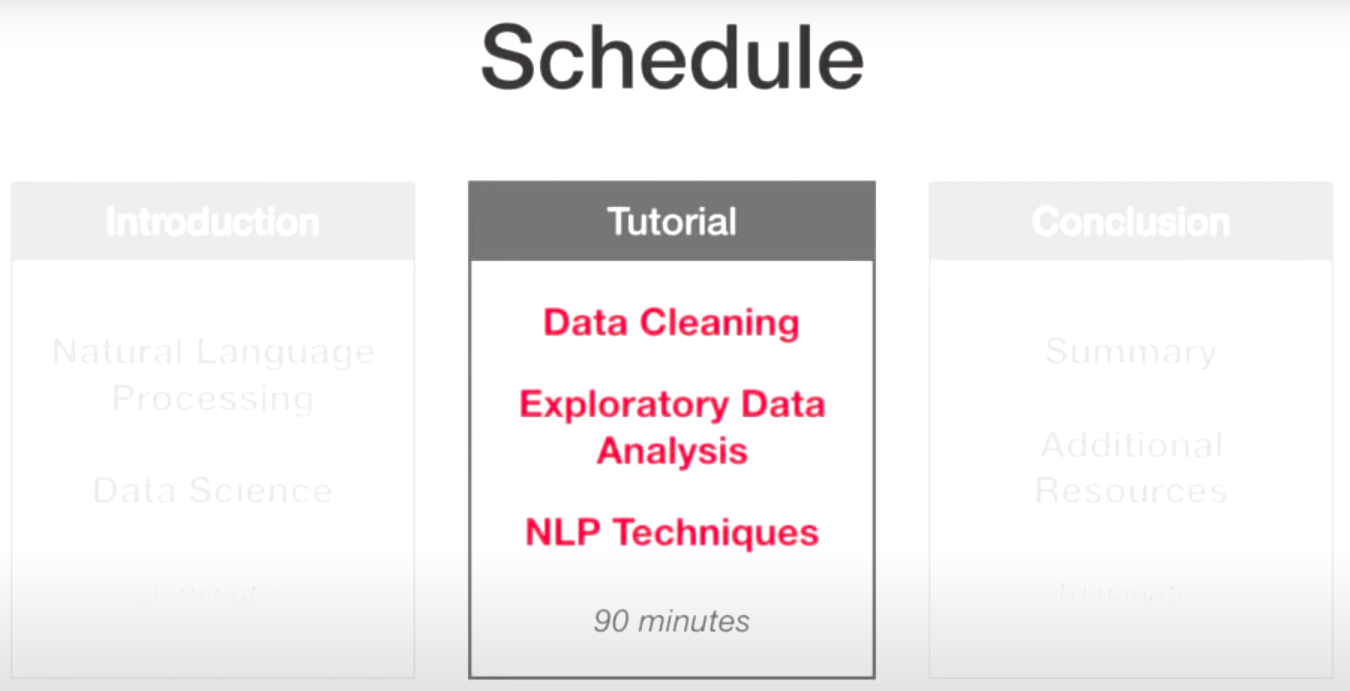 Schedule
Introduction
Natural Language
Processing
Data Science
20 minutes
Tutorial
Data Cleaning
Exploratory Data
Analysis
NLP Techniques
90 minutes
Conclusion
Summary
Additional
Resources
10 minutes